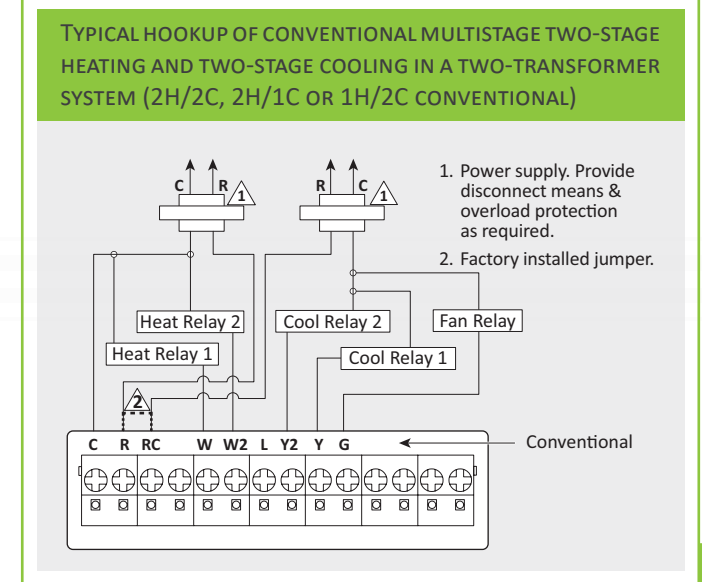 TYPICAL HOOKUP OF CONVENTIONAL MULTISTAGE TWO-STAGE
HEATING AND TWO-STAGE COOLING IN A TWO-TRANSFORMER
SYSTEM (2H/2C, 2H/1C OR 1H/2C CONVENTIONAL)
C R 1
R C 1
1. Power supply. Provide
disconnect means &
overload protection
as required.
2. Factory installed jumper.
Heat Relay 2
Cool Relay 2
Fan Relay
Heat Relay 1
Cool Relay 1
2
C R RC W W2 L Y2 Y G
Conventional